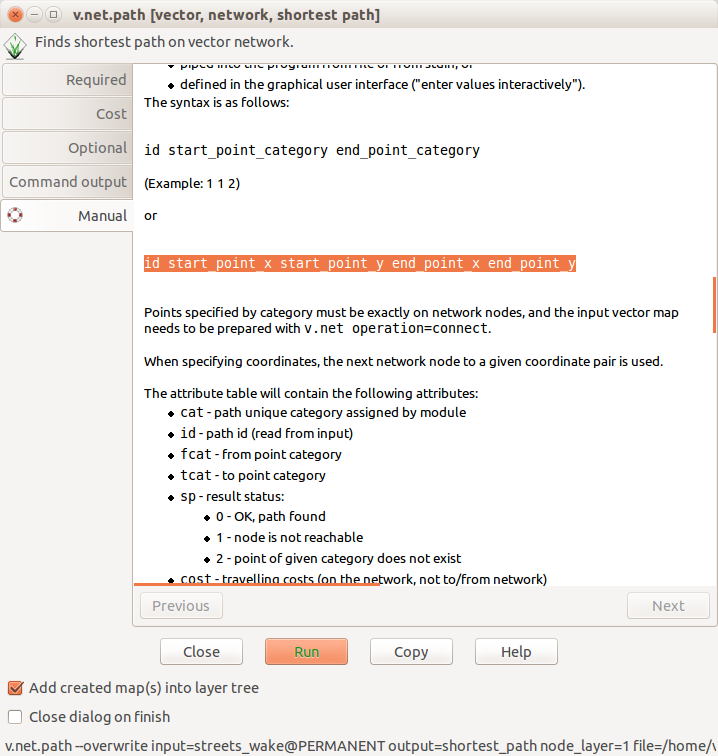 v.net.path [vector, network, shortest path]
Finds shortest path on vector network.
Required
Cost
Optional
Command output
Manual
piped into the program from file or from stdin, or
defined in the graphical user interface ("enter values interactively").
The syntax is as follows:
id start_point_category end_point_category
(Example: 1 1 2)
or
id start_point_x start_point_y end_point_x end_point_y
Points specified by category must be exactly on network nodes, and the input vector map
needs to be prepared with v.net operation=connect.
When specifying coordinates, the next network node to a given coordinate pair is used.
The attribute table will contain the following attributes:
cat - path unique category assigned by module
id - path id (read from input)
fcat - from point category
tcat - to point category
sp - result status:
0 - OK, path found
1 - node is not reachable
2 - point of given category does not exist
cost - travelling costs (on the network, not to/from network)
Previous
Next
Close
Run
Copy
Help
Add created map(s) into layer tree
Close dialog on finish
v.net.path --overwrite input=streets_wake@PERMANENT output=shortest_path node_layer=1 file=/home/